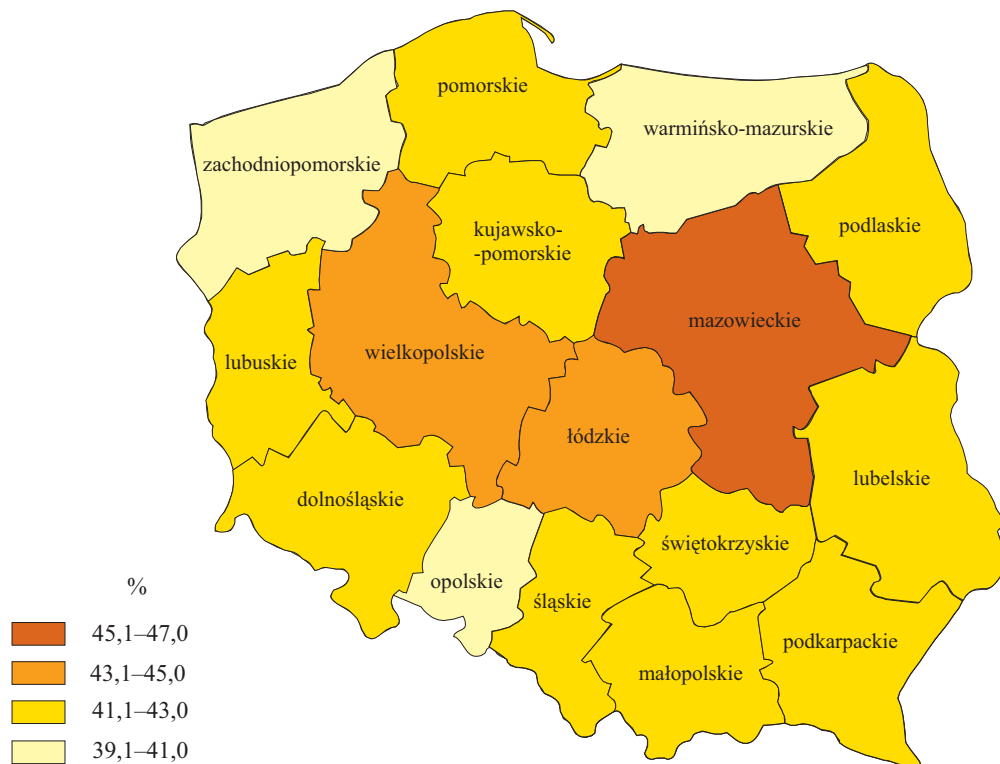 pomorskie
warmińsko-mazurskie
zachodniopomorskie
podlaskie
kujawsko-
-pomorskie
mazowieckie
wielkopolskie
lubuskie
łódzkie
lubelskie
dolnośląskie
świętokrzyskie
opolskie
śląskie
podkarpackie
małopolskie
%
45,1–47,0
43,1–45,0
41,1–43,0
39,1–41,0